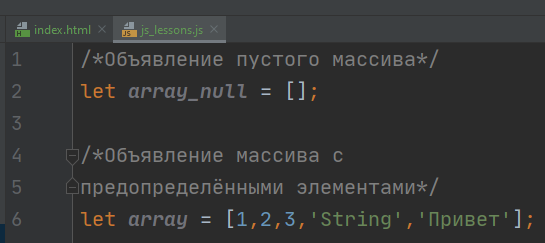 index.html js_lessons.js
1 /*Объявление пустого массива*/
2 let array_null = [];
3
4 /*Объявление массива с
5 предопределёнными элементами*/
6 let array = [1,2,3,'String','Привет'];